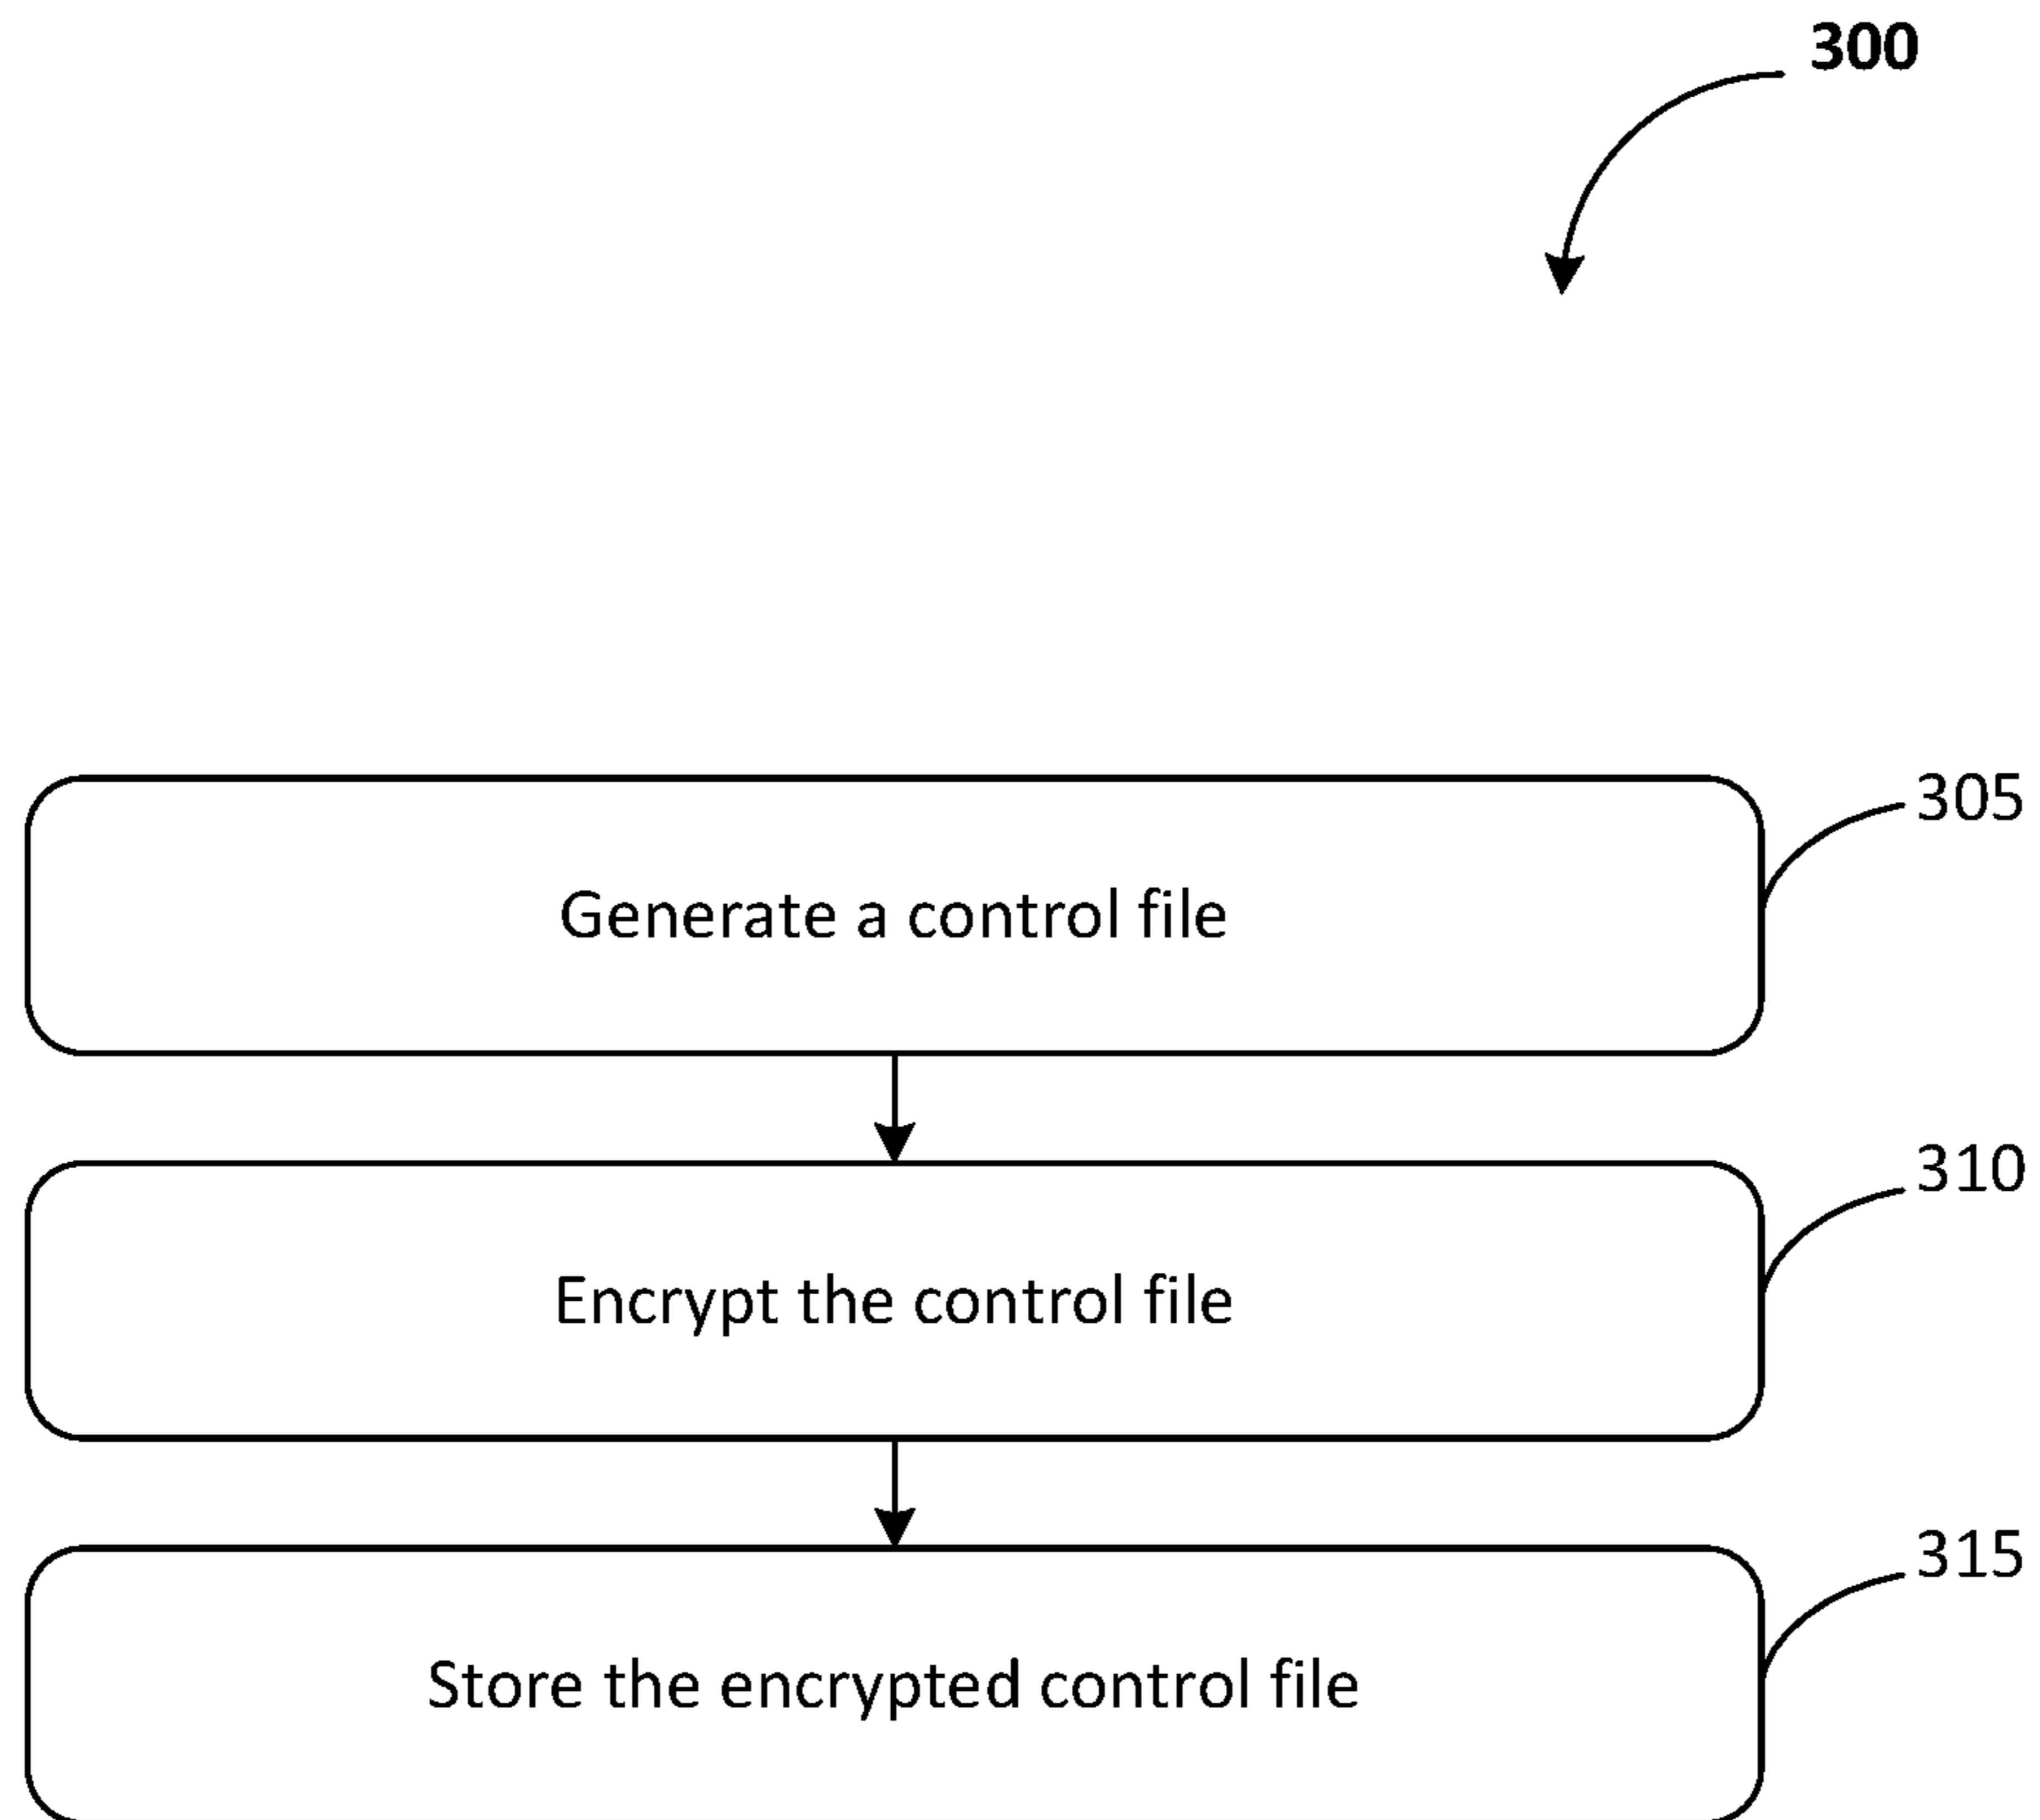 300
305
Generate a control file
310
Encrypt the control file
315
Store the encrypted control file